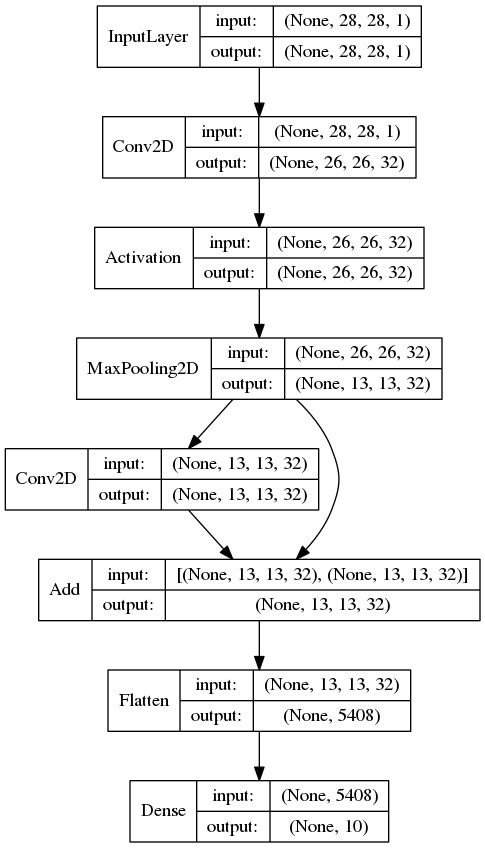 InputLayer
input: (None, 28, 28, 1)
output: (None, 28, 28, 1)
Conv2D
input: (None, 28, 28, 1)
output: (None, 26, 26, 32)
Activation
input: (None, 26, 26, 32)
output: (None, 26, 26, 32)
MaxPooling2D
input: (None, 26, 26, 32)
output: (None, 13, 13, 32)
Conv2D
input: (None, 13, 13, 32)
output: (None, 13, 13, 32)
Add
input: [(None, 13, 13, 32), (None, 13, 13, 32)]
output: (None, 13, 13, 32)
Flatten
input: (None, 13, 13, 32)
output: (None, 5408)
Dense
input: (None, 5408)
output: (None, 10)